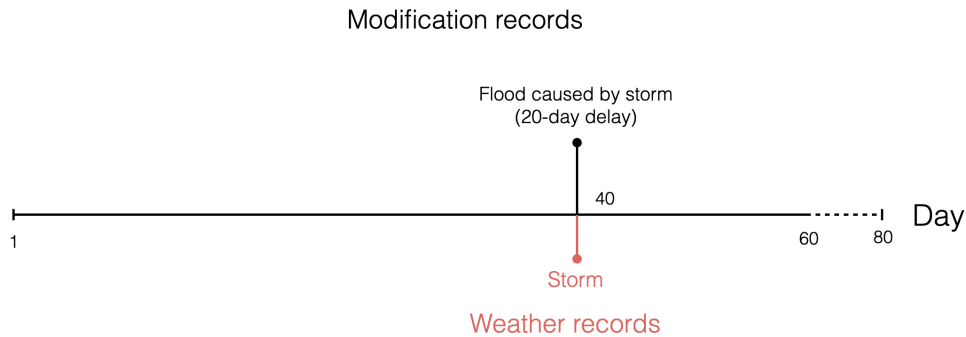 Modification records
Flood caused by storm
(20-day delay)
40
Day
1
60
80
Storm
Weather records